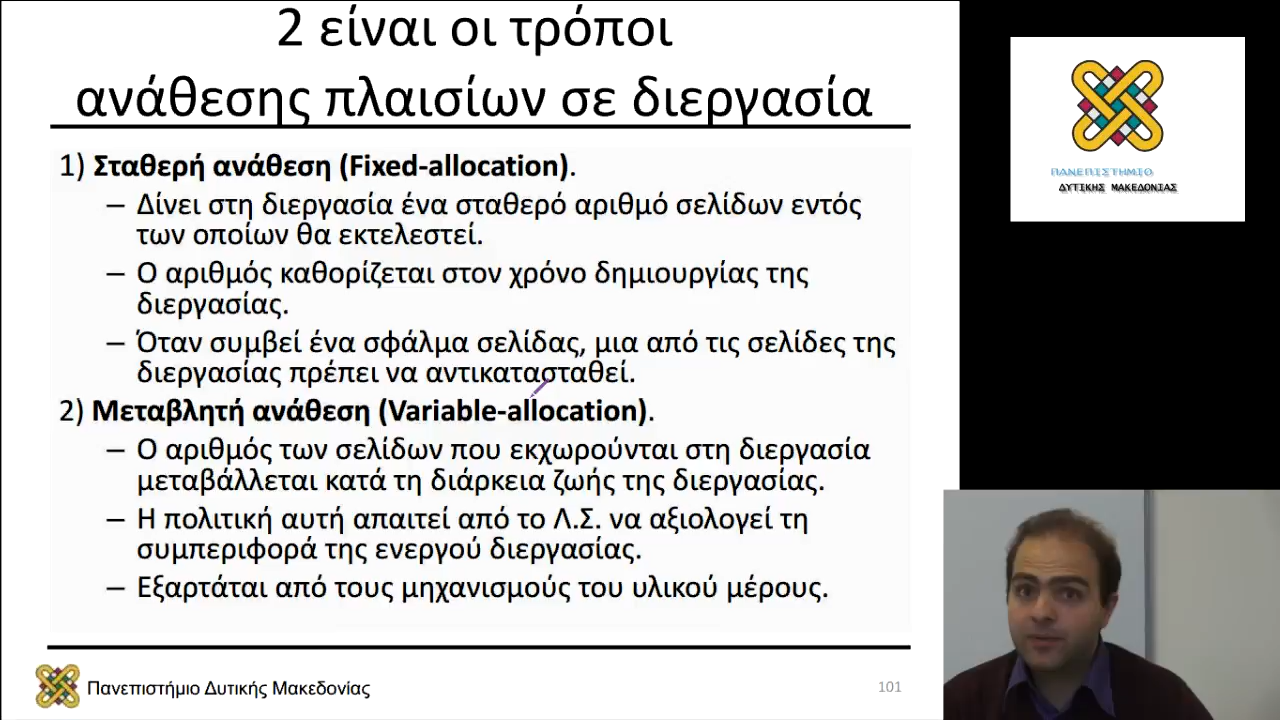 2 είναι οι τρόποι
ανάθεσης πλαισίων σε διεργασία
1) Σταθερή ανάθεση (Fixed-allocation).
– Δίνει στη διεργασία ένα σταθερό αριθμό σελίδων εντός
των οποίων θα εκτελεστεί.
– Ο αριθμός καθορίζεται στον χρόνο δημιουργίας της
διεργασίας.
– Όταν συμβεί ένα σφάλμα σελίδας, μια από τις σελίδες της
διεργασίας πρέπει να αντικατασταθεί.
2) Μεταβλητή ανάθεση (Variable-allocation).
– Ο αριθμός των σελίδων που εκχωρούνται στη διεργασία
μεταβάλλεται κατά τη διάρκεια ζωής της διεργασίας.
– Η πολιτική αυτή απαιτεί από το Λ.Σ. να αξιολογεί τη
συμπεριφορά της ενεργού διεργασίας.
– Εξαρτάται από τους μηχανισμούς του υλικού μέρους.
Πανεπιστήμιο Δυτικής Μακεδονίας
101
ΠΑΝΕΠΙΣΤΗΜΙΟ
ΔΥΤΙΚΗΣ ΜΑΚΕΔΟΝΙΑΣ